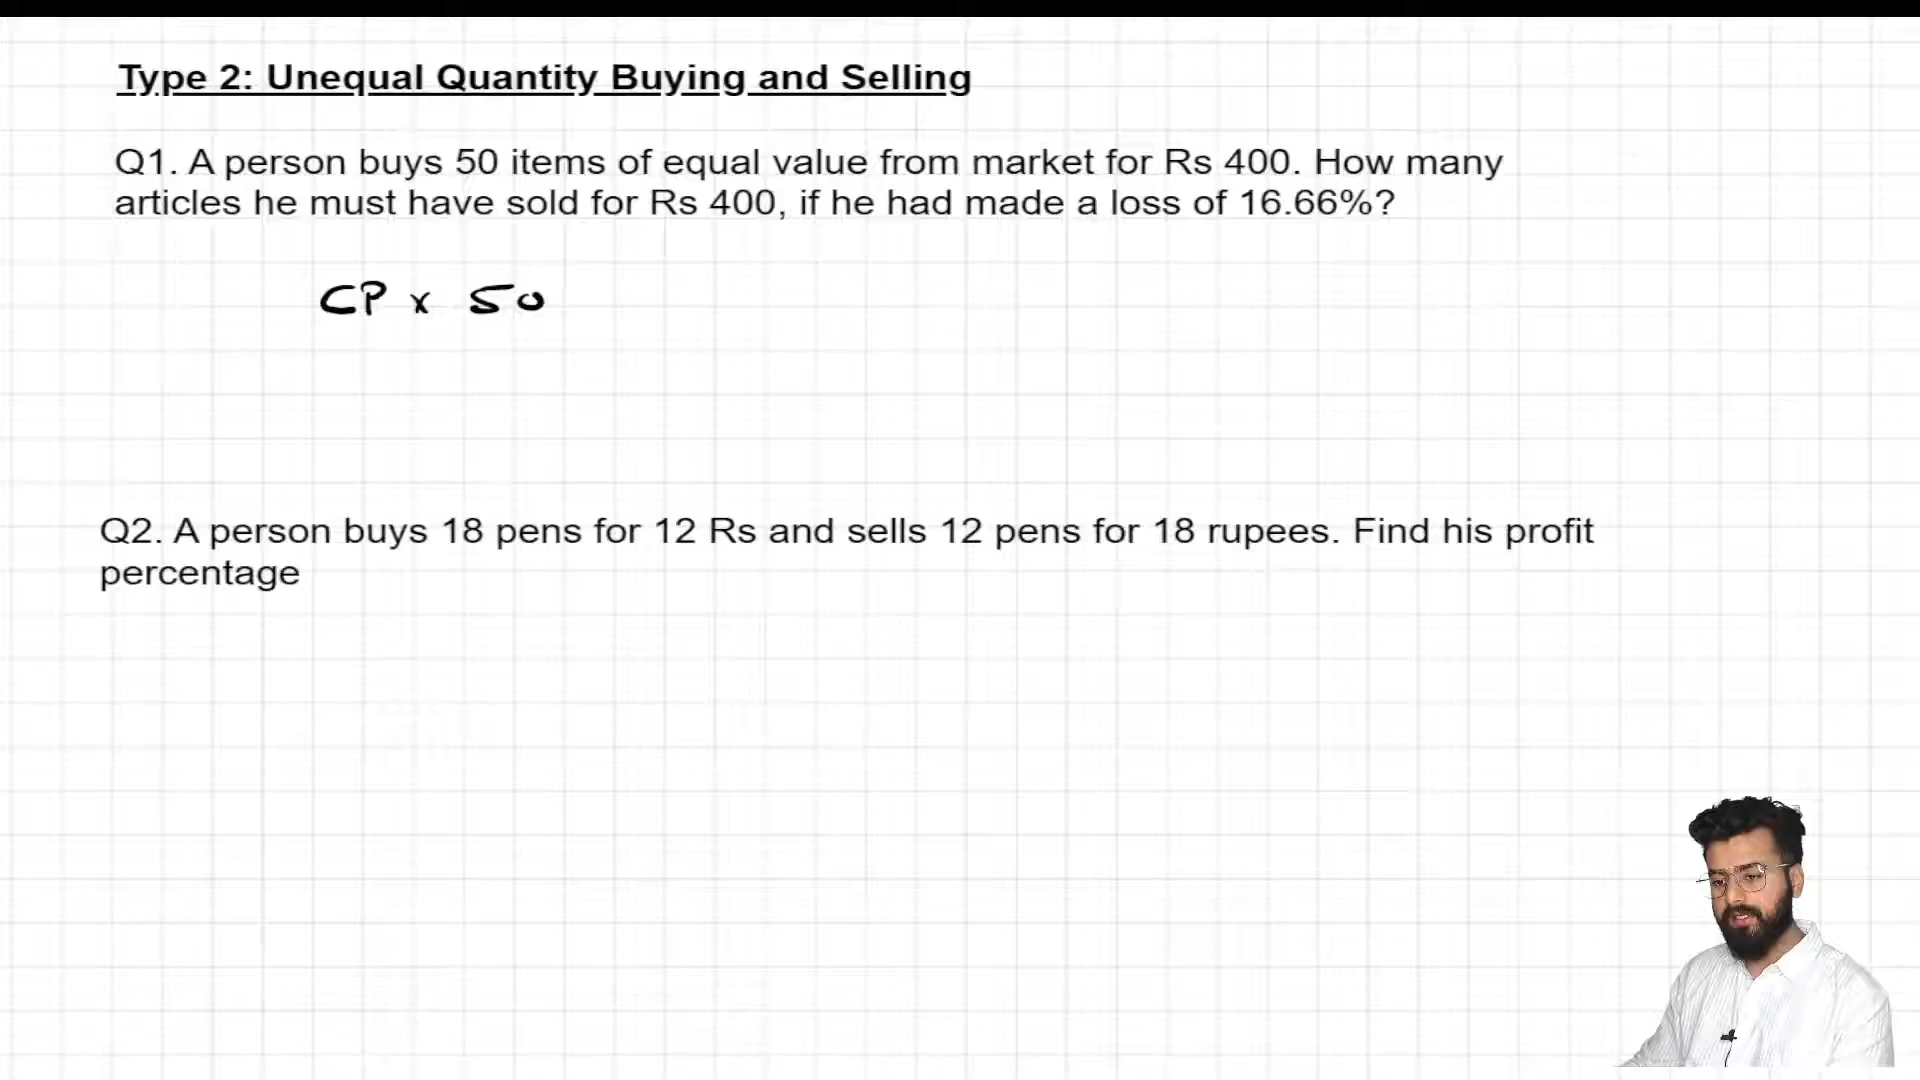 Type 2: Unequal Quantity Buying and Selling
Q1. A person buys 50 items of equal value from market for Rs 400. How many
articles he must have sold for Rs 400, if he had made a loss of 16.66%?
CP x 50
Q2. A person buys 18 pens for 12 Rs and sells 12 pens for 18 rupees. Find his profit
percentage